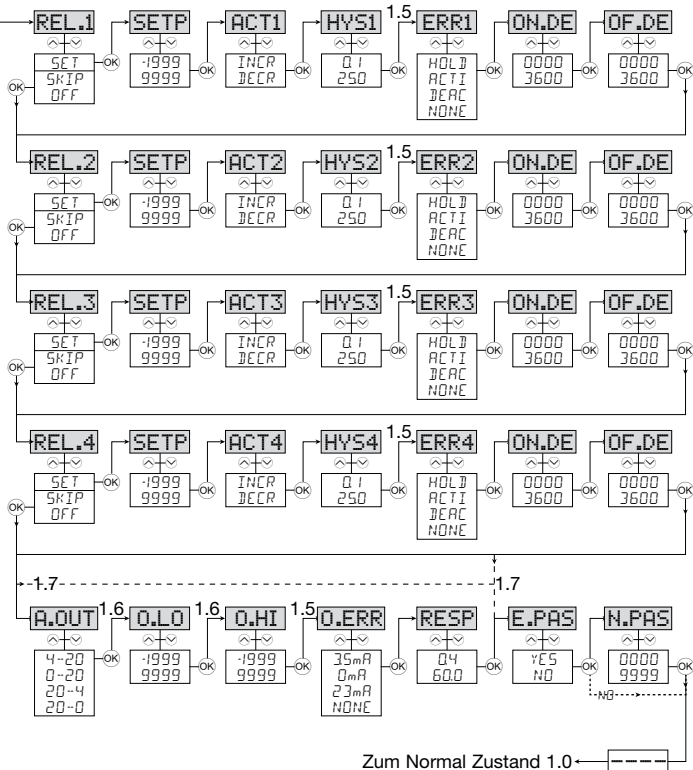 REL.1 SETP ACT1 HYS1 1.5 ERR1 ON.DE OF.DE
SET -1999 INCR 0.1 HOLD 0000 0000
SKIP 9999 DECR 25.0 ACTI 3600 3600
OFF DEAC
NONE
OK OK OK OK OK OK OK OK
REL.2 SETP ACT2 HYS2 1.5 ERR2 ON.DE OF.DE
SET -1999 INCR 0.1 HOLD 0000 0000
SKIP 9999 DECR 25.0 ACTI 3600 3600
OFF DEAC
NONE
OK OK OK OK OK OK OK OK
REL.3 SETP ACT3 HYS3 1.5 ERR3 ON.DE OF.DE
SET -1999 INCR 0.1 HOLD 0000 0000
SKIP 9999 DECR 25.0 ACTI 3600 3600
OFF DEAC
NONE
OK OK OK OK OK OK OK OK
REL.4 SETP ACT4 HYS4 1.5 ERR4 ON.DE OF.DE
SET -1999 INCR 0.1 HOLD 0000 0000
SKIP 9999 DECR 25.0 ACTI 3600 3600
OFF DEAC
NONE
OK OK OK OK OK OK OK OK
1.7 1.7
A.OUT 1.6 O.LO 1.6 O.HI 1.5 O.ERR RESP E.PAS N.PAS
4-20 -1999 -1999 3.5mA 0.4 YES 0000
0-20 9999 9999 0mA 60.0 NO 9999
20-4 23mA
20-0 NONE
OK OK OK OK OK OK OK
NO
Zum Normal Zustand 1.0 ----